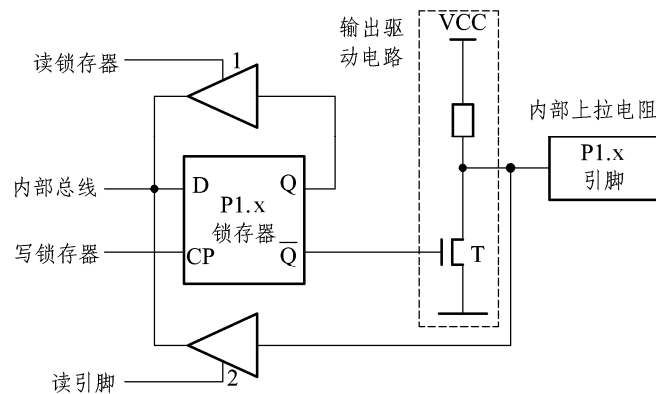 输出驱
动电路
VCC
读锁存器
1
内部上拉电阻
P1.x
引脚
内部总线
D
Q
P1.x
锁存器
写锁存器
CP
Q̅
T
读引脚
2